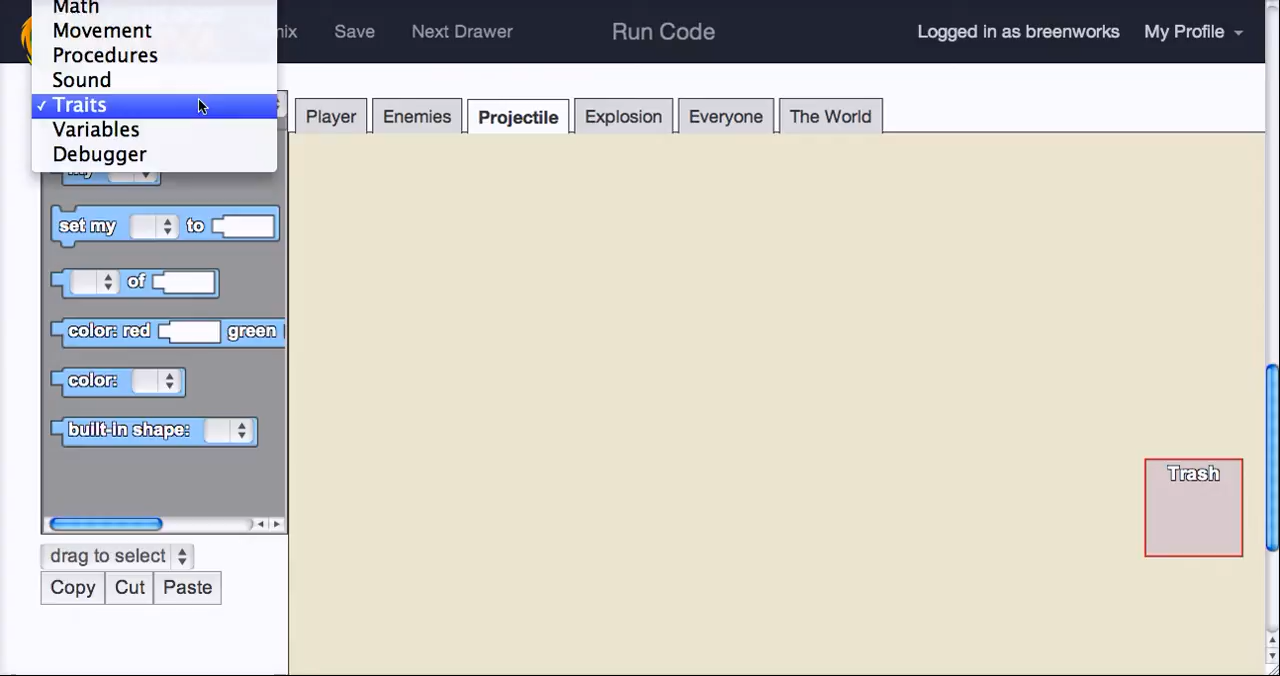 Math
Movement
Procedures
Sound
✓ Traits
Variables
Debugger
mix Save Next Drawer Run Code Logged in as breenworks My Profile
Player Enemies Projectile Explosion Everyone The World
my
set my to
of
color: red green
color:
built-in shape:
Trash
drag to select
Copy Cut Paste